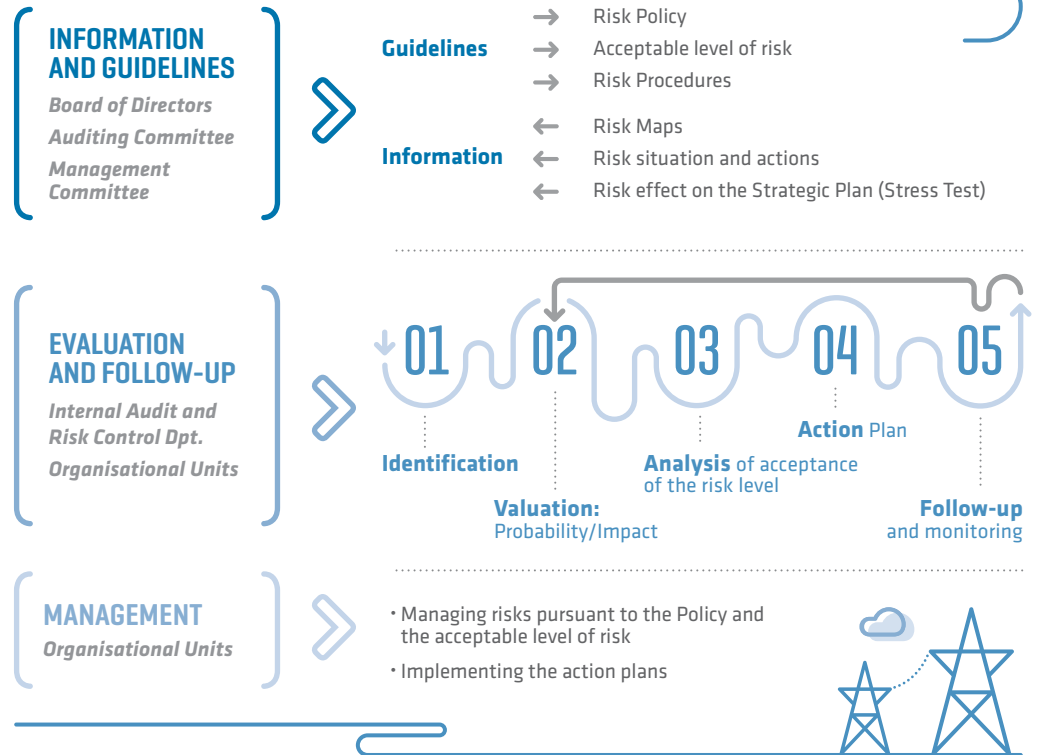 INFORMATION
AND GUIDELINES
Board of Directors
Auditing Committee
Management
Committee
Guidelines
Risk Policy
Acceptable level of risk
Risk Procedures
Information
Risk Maps
Risk situation and actions
Risk effect on the Strategic Plan (Stress Test)
EVALUATION
AND FOLLOW-UP
Internal Audit and
Risk Control Dpt.
Organisational Units
01
Identification
02
Valuation:
Probability/Impact
03
Analysis of acceptance
of the risk level
04
Action Plan
05
Follow-up
and monitoring
MANAGEMENT
Organisational Units
• Managing risks pursuant to the Policy and
the acceptable level of risk
• Implementing the action plans